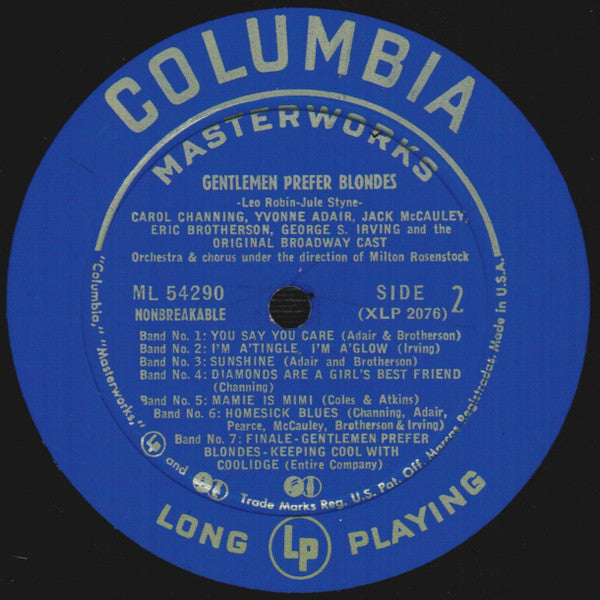 COLUMBIA
MASTERWORKS
GENTLEMEN PREFER BLONDES
-Leo Robin-Jule Styne-
CAROL CHANNING, YVONNE ADAIR, JACK McCAULEY,
ERIC BROTHERSON, GEORGE S. IRVING and the
ORIGINAL BROADWAY CAST
Orchestra & chorus under the direction of Milton Rosenstock
ML 54290
NONBREAKABLE
SIDE 2
(XLP 2076)
Band No. 1: YOU SAY YOU CARE (Adair & Brotherson)
Band No. 2: I'M A'TINGLE, I'M A'GLOW (Irving)
Band No. 3: SUNSHINE (Adair and Brotherson)
Band No. 4: DIAMONDS ARE A GIRL'S BEST FRIEND
(Channing)
Band No. 5: MAMIE IS MIMI (Coles & Atkins)
Band No. 6: HOMESICK BLUES (Channing, Adair,
Pearce, McCauley, Brotherson & Irving)
Band No. 7: FINALE-GENTLEMEN PREFER
BLONDES-KEEPING COOL WITH
COOLIDGE (Entire Company)
"Columbia," "Masterworks," Lp and Trade Marks Reg. U.S. Pat. Off. Marcas Registradas. Made in U.S.A.
LONG Lp PLAYING